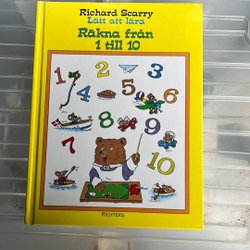 Richard Scarry
Lätt att lära
Räkna från
1 till 10
1 2 3
4 5 6
7 8 9
10
RICHTERS